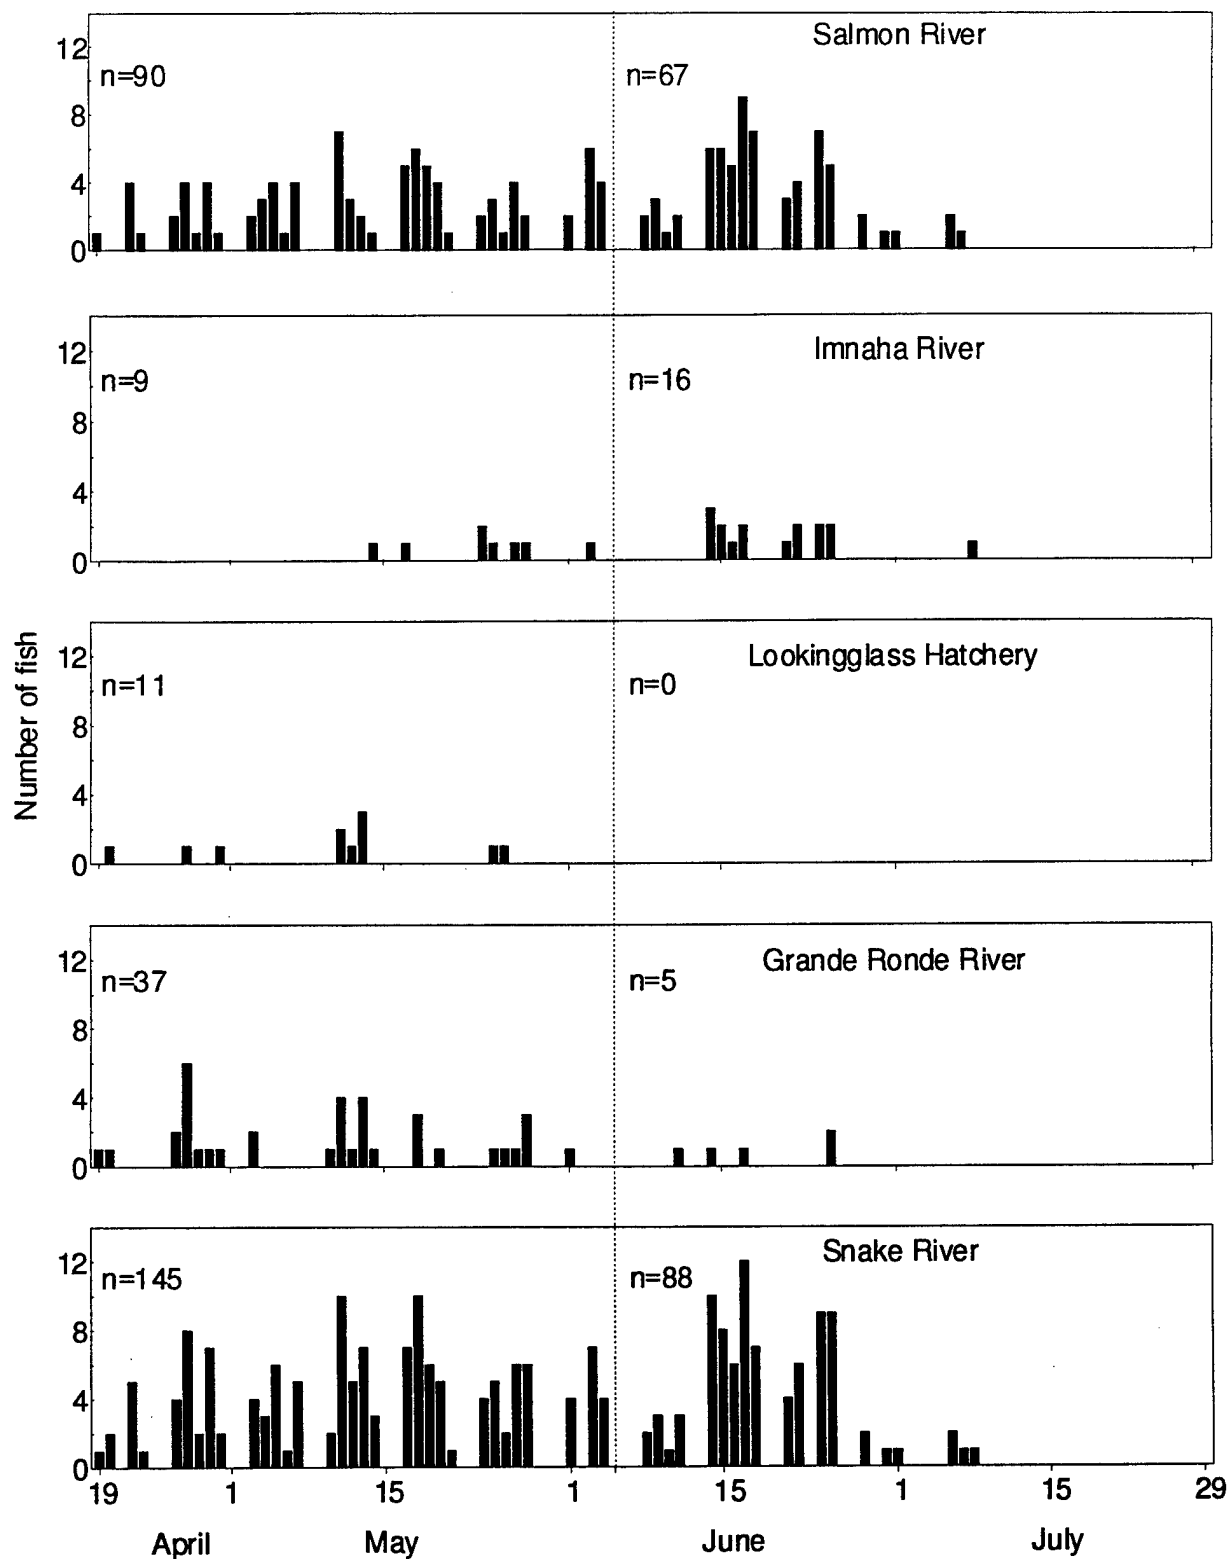 Salmon River
12
n=90
n=67
8
4
0
Imnaha River
12
n=9
n=16
8
4
0
Number of fish
Lookingglass Hatchery
12
n=11
n=0
8
4
0
Grande Ronde River
12
n=37
n=5
8
4
0
Snake River
12
n=145
n=88
8
4
0
19 1 15 1 15 1 15 29
April May June July